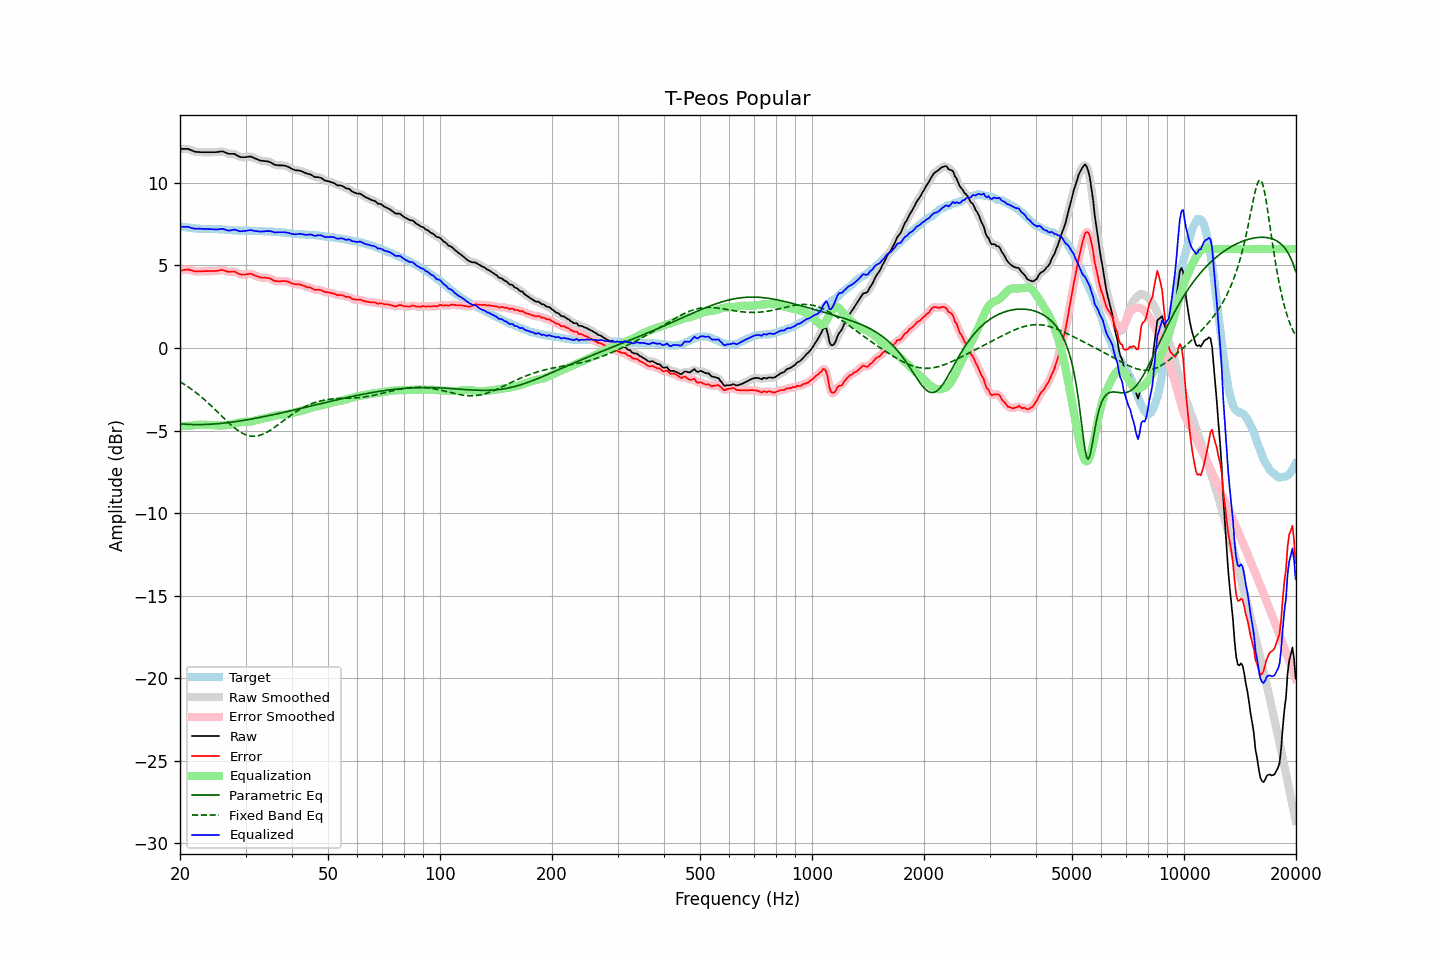 T-Peos Popular
Amplitude (dBr)
10
5
0
−5
−10
−15
−20
−25
−30
Target
Raw Smoothed
Error Smoothed
Raw
Error
Equalization
Parametric Eq
Fixed Band Eq
Equalized
20 50 100 200 500 1000 2000 5000 10000 20000
Frequency (Hz)